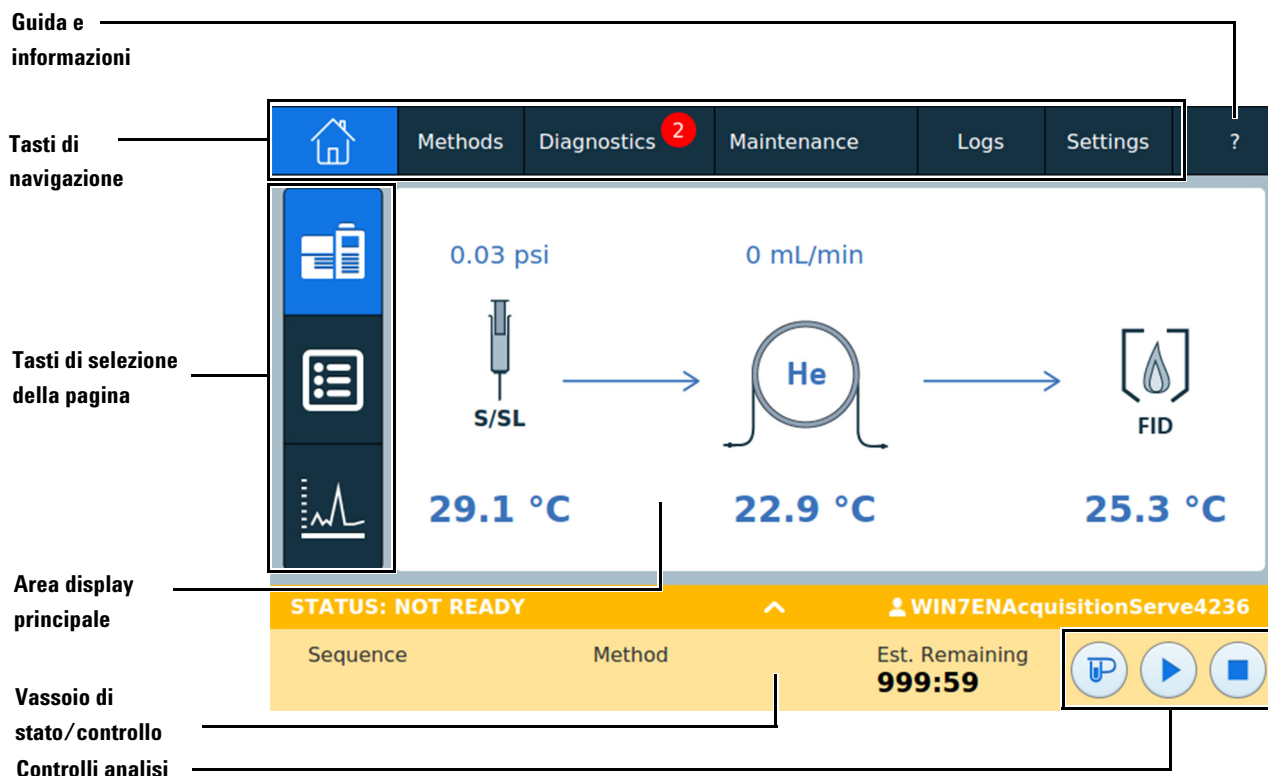 Guida e
informazioni
Tasti di
navigazione
Methods
Diagnostics
2
Maintenance
Logs
Settings
?
Tasti di selezione
della pagina
0.03 psi
0 mL/min
S/SL
He
FID
29.1 °C
22.9 °C
25.3 °C
Area display
principale
STATUS: NOT READY
WIN7ENAcquisitionServe4236
Sequence
Method
Est. Remaining
999:59
Vassoio di
stato/controllo
Controlli analisi